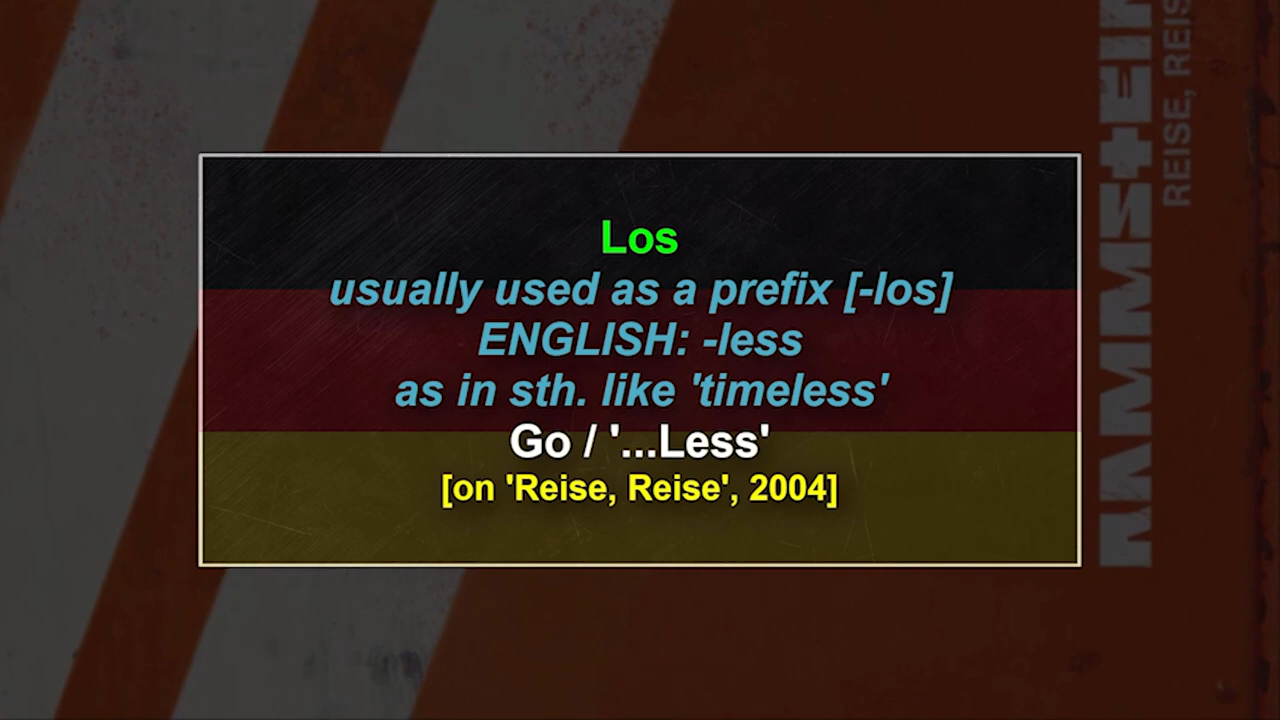 Los
usually used as a prefix [-los]
ENGLISH: -less
as in sth. like 'timeless'
Go / '...Less'
[on 'Reise, Reise', 2004]
RAMMSTEIN
REISE, REIS